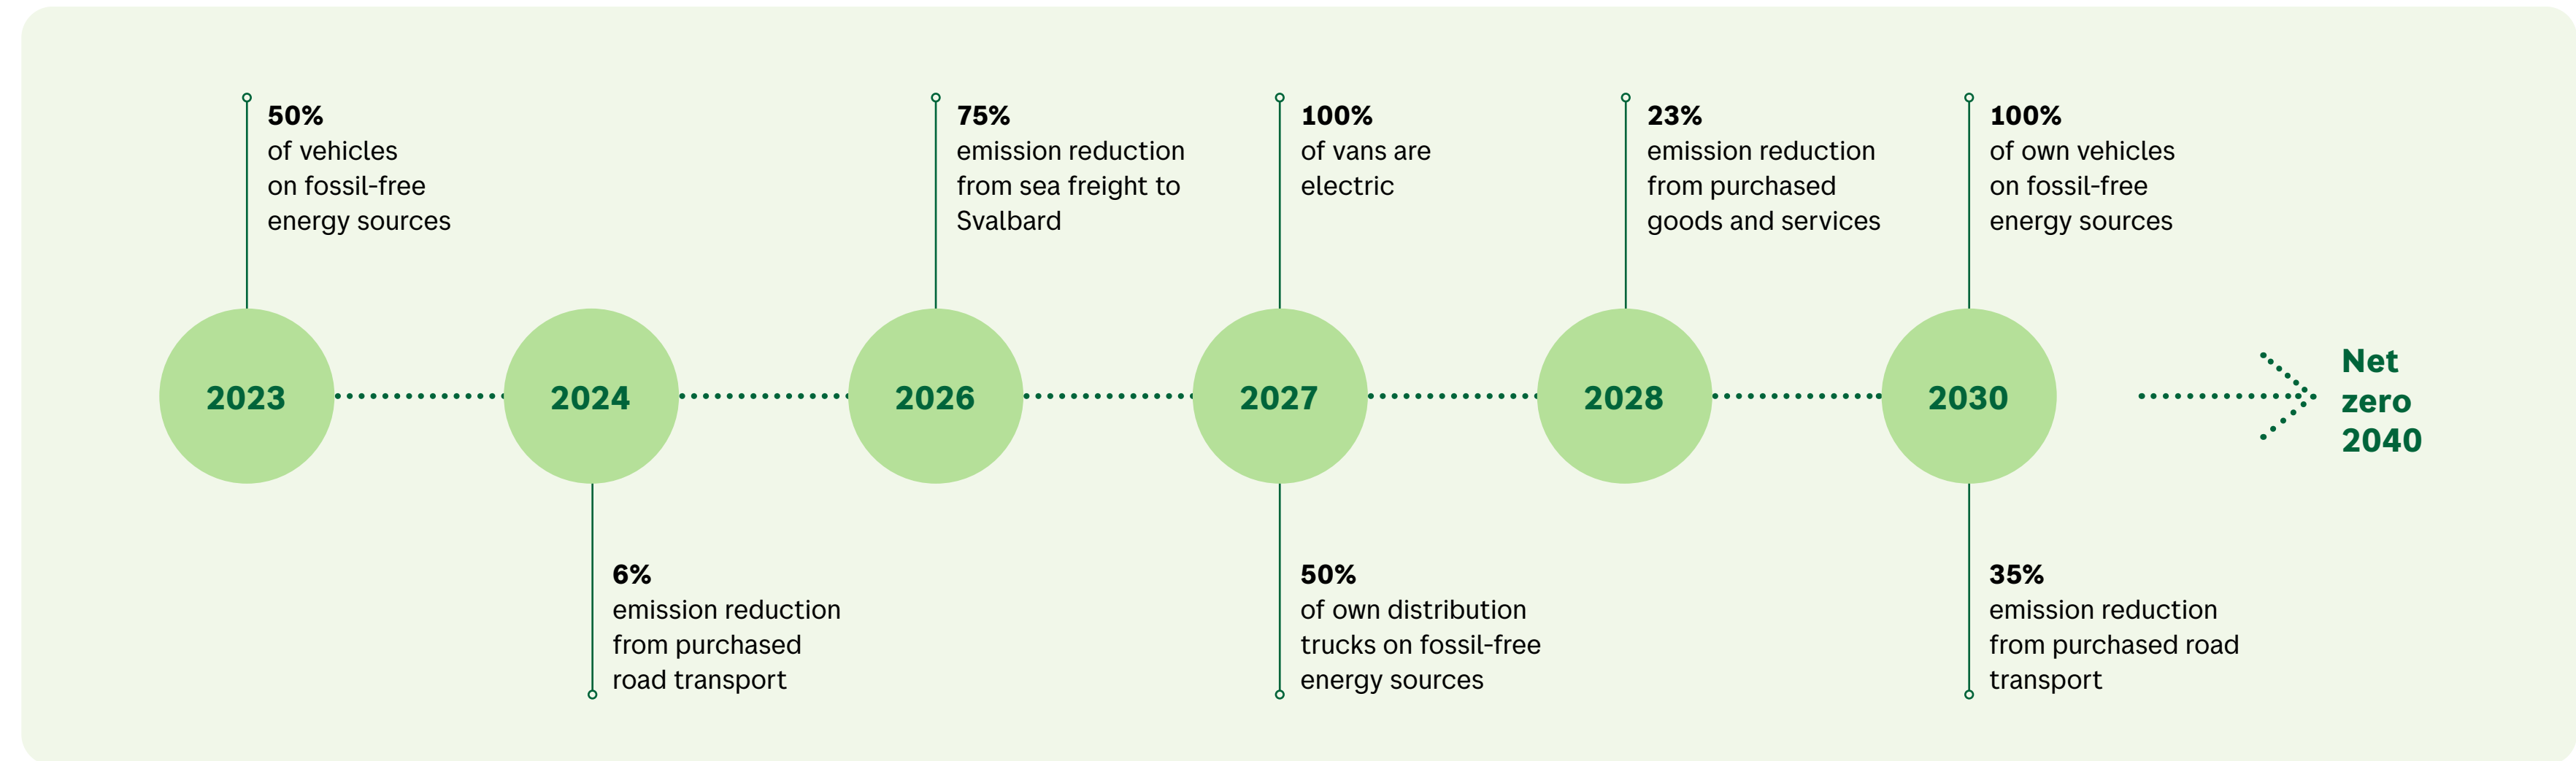 50%
of vehicles
on fossil-free
energy sources
75%
emission reduction
from sea freight to
Svalbard
100%
of vans are
electric
23%
emission reduction
from purchased
goods and services
100%
of own vehicles
on fossil-free
energy sources
2023
2024
2026
2027
2028
2030
Net
zero
2040
6%
emission reduction
from purchased
road transport
50%
of own distribution
trucks on fossil-free
energy sources
35%
emission reduction
from purchased road
transport